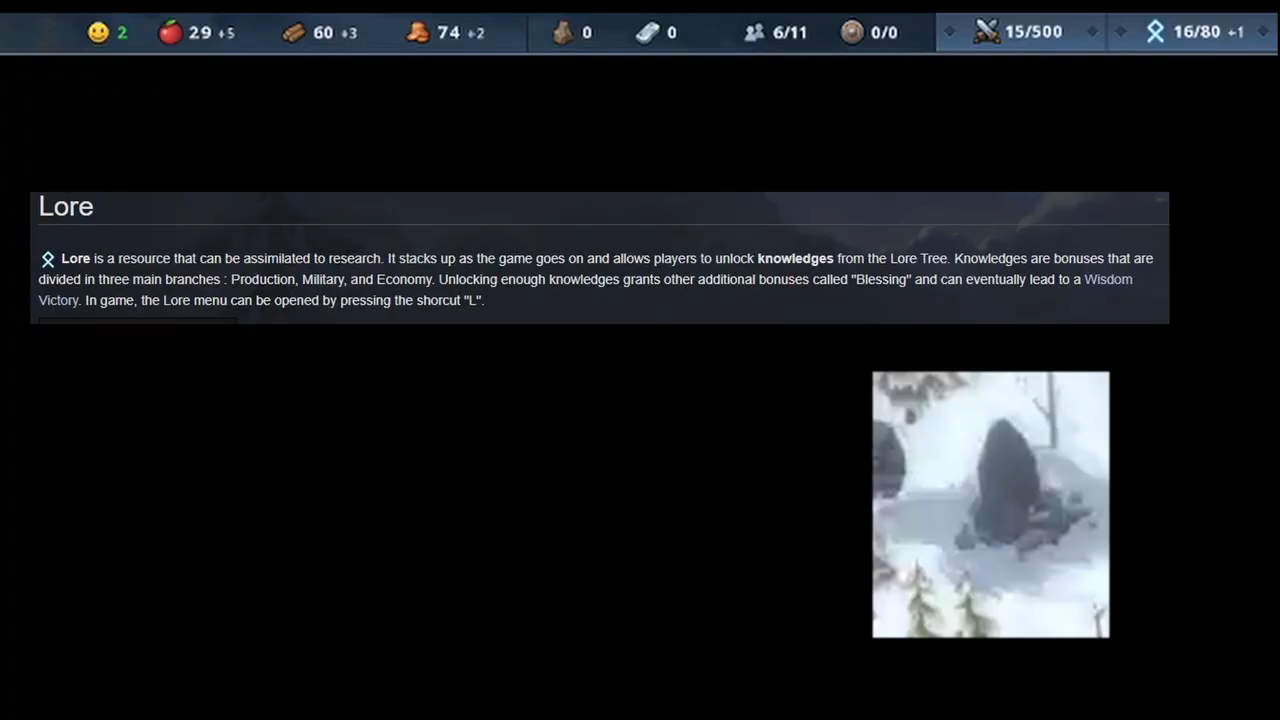 2 29 +5 60 +3 74 +2 0 0 6/11 0/0 15/500 16/80 +1
Lore
Lore is a resource that can be assimilated to research. It stacks up as the game goes on and allows players to unlock knowledges from the Lore Tree. Knowledges are bonuses that are
divided in three main branches : Production, Military, and Economy. Unlocking enough knowledges grants other additional bonuses called "Blessing" and can eventually lead to a Wisdom
Victory. In game, the Lore menu can be opened by pressing the shorcut "L".